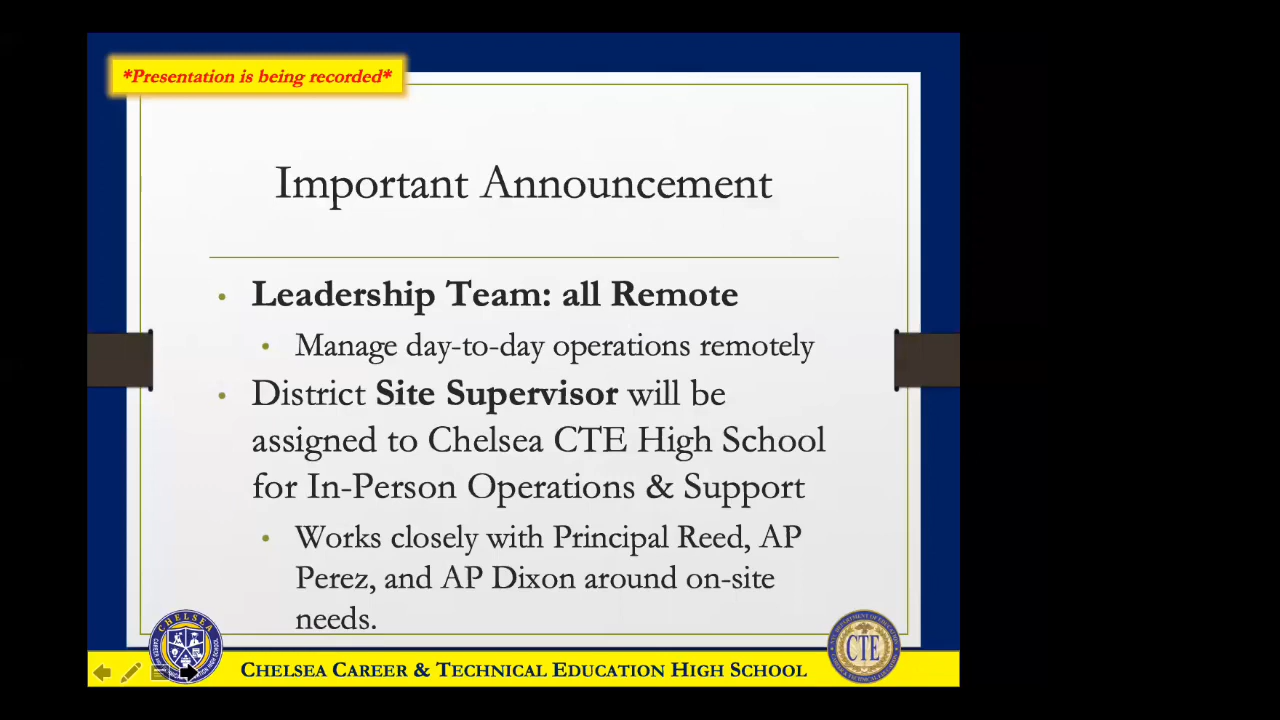 *Presentation is being recorded*
Important Announcement
• Leadership Team: all Remote
• Manage day-to-day operations remotely
• District Site Supervisor will be
assigned to Chelsea CTE High School
for In-Person Operations & Support
• Works closely with Principal Reed, AP
Perez, and AP Dixon around on-site
needs.
CHELSEA
CTE
CHELSEA CAREER & TECHNICAL EDUCATION HIGH SCHOOL